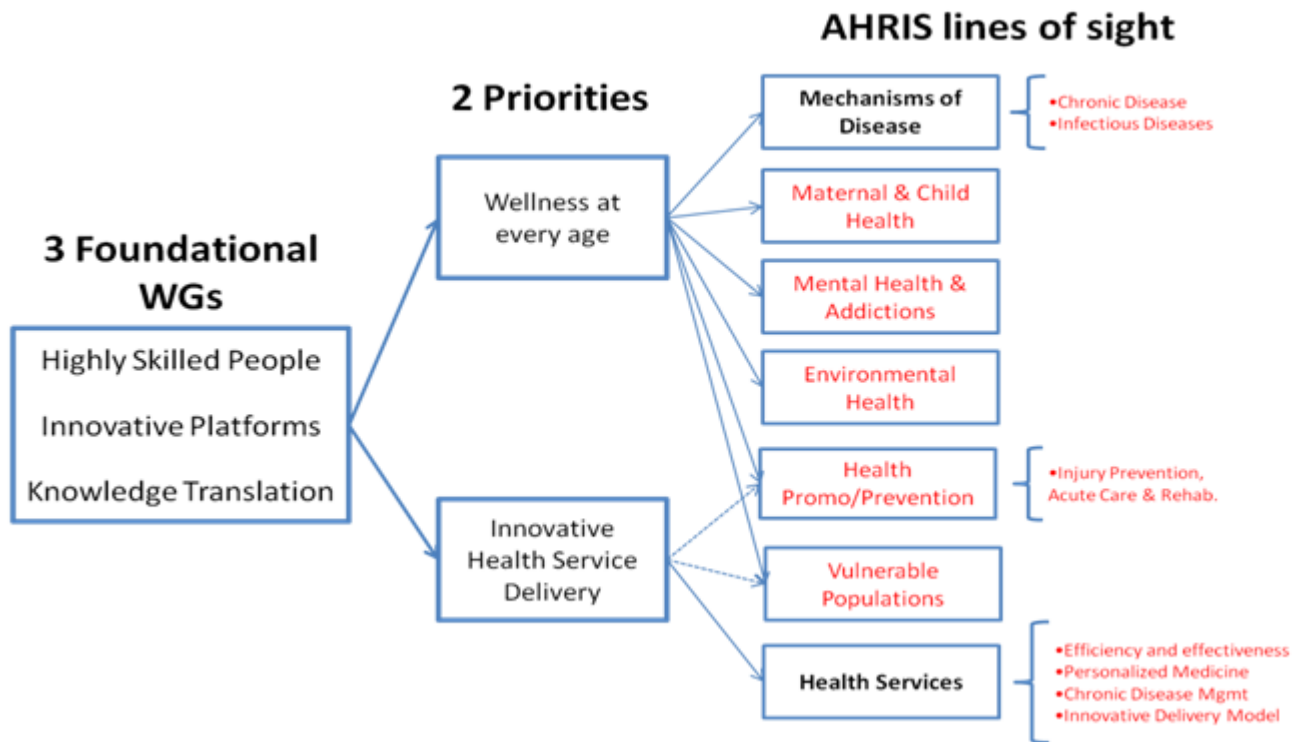 AHRIS lines of sight
2 Priorities
3 Foundational
WGs
Highly Skilled People
Innovative Platforms
Knowledge Translation
Wellness at
every age
Innovative
Health Service
Delivery
Mechanisms of
Disease
•Chronic Disease
•Infectious Diseases
Maternal & Child
Health
Mental Health &
Addictions
Environmental
Health
Health
Promo/Prevention
•Injury Prevention,
Acute Care & Rehab.
Vulnerable
Populations
Health Services
•Efficiency and effectiveness
•Personalized Medicine
•Chronic Disease Mgmt
•Innovative Delivery Model